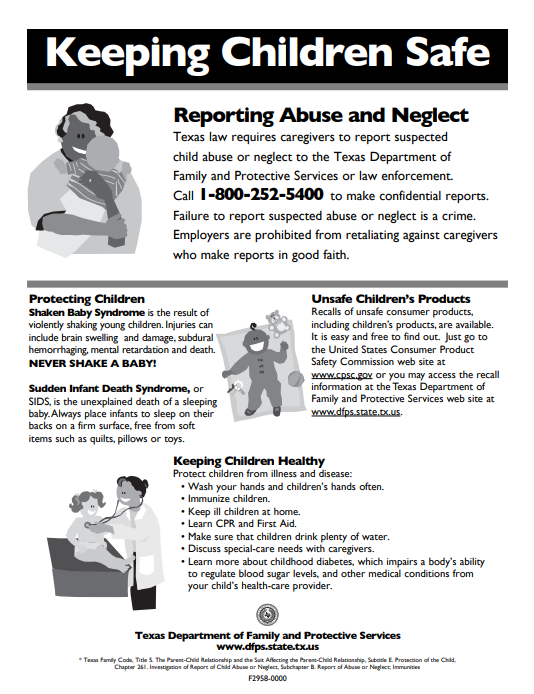 Keeping Children Safe
Reporting Abuse and Neglect
Texas law requires caregivers to report suspected
child abuse or neglect to the Texas Department of
Family and Protective Services or law enforcement.
Call 1-800-252-5400 to make confidential reports.
Failure to report suspected abuse or neglect is a crime.
Employers are prohibited from retaliating against caregivers
who make reports in good faith.
Protecting Children
Shaken Baby Syndrome is the result of
violently shaking young children. Injuries can
include brain swelling and damage, subdural
hemorrhaging, mental retardation and death.
NEVER SHAKE A BABY!
Sudden Infant Death Syndrome, or
SIDS, is the unexplained death of a sleeping
baby. Always place infants to sleep on their
backs on a firm surface, free from soft
items such as quilts, pillows or toys.
Unsafe Children's Products
Recalls of unsafe consumer products,
including children's products, are available.
It is easy and free to find out. Just go to
the United States Consumer Product
Safety Commission web site at
www.cpsc.gov or you may access the recall
information at the Texas Department of
Family and Protective Services web site at
www.dfps.state.tx.us.
Keeping Children Healthy
Protect children from illness and disease:
• Wash your hands and children's hands often.
• Immunize children.
• Keep ill children at home.
• Learn CPR and First Aid.
• Make sure that children drink plenty of water.
• Discuss special-care needs with caregivers.
• Learn more about childhood diabetes, which impairs a body's ability
to regulate blood sugar levels, and other medical conditions from
your child's health-care provider.
Texas Department of Family and Protective Services
www.dfps.state.tx.us
* Texas Family Code, Title 5. The Parent-Child Relationship and the Suit Affecting the Parent-Child Relationship, Subtitle E. Protection of the Child,
Chapter 261. Investigation of Report of Child Abuse or Neglect, Subchapter B. Report of Abuse or Neglect; Immunities
F2958-0000